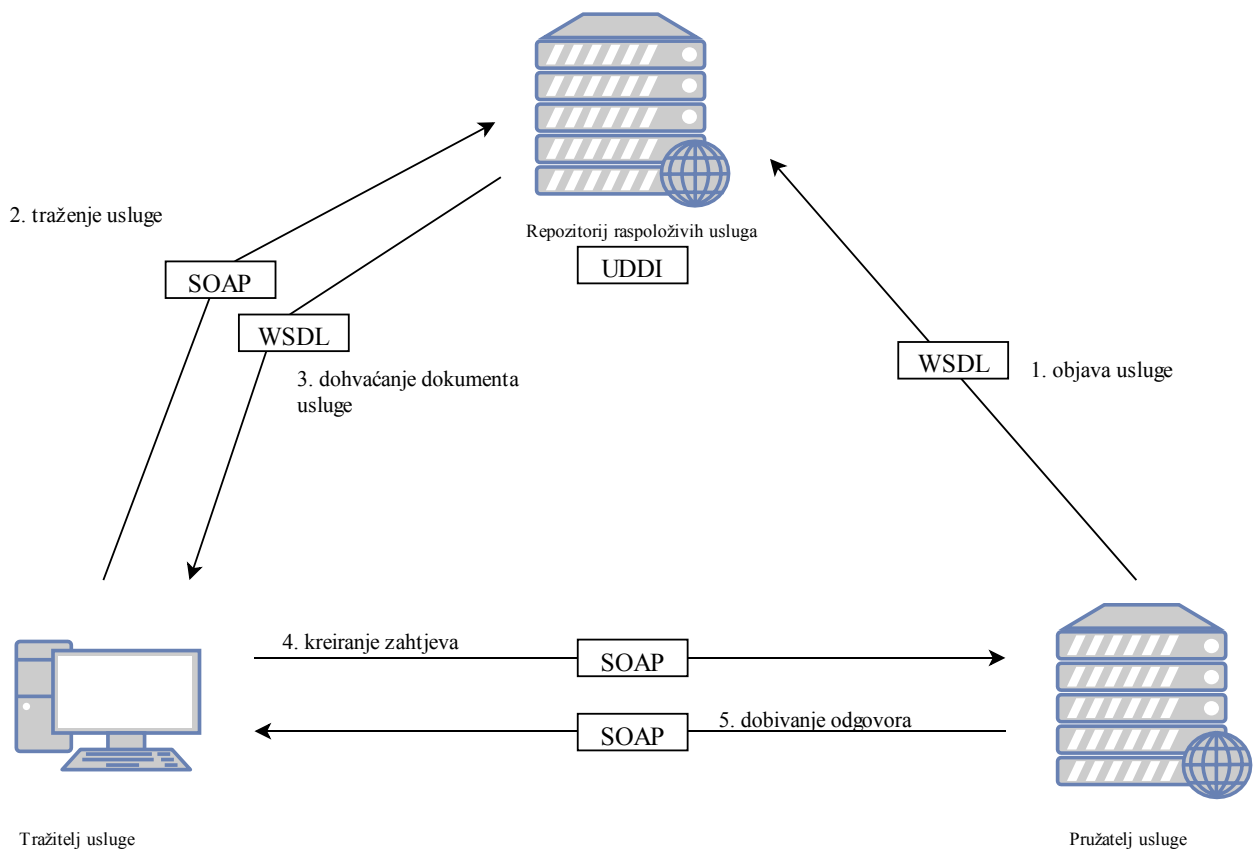 2. traženje usluge
Repozitorij raspoloživih usluga
UDDI
SOAP
WSDL
3. dohvaćanje dokumenta
usluge
WSDL
1. objava usluge
4. kreiranje zahtjeva
SOAP
SOAP
5. dobivanje odgovora
Tražitelj usluge
Pružatelj usluge